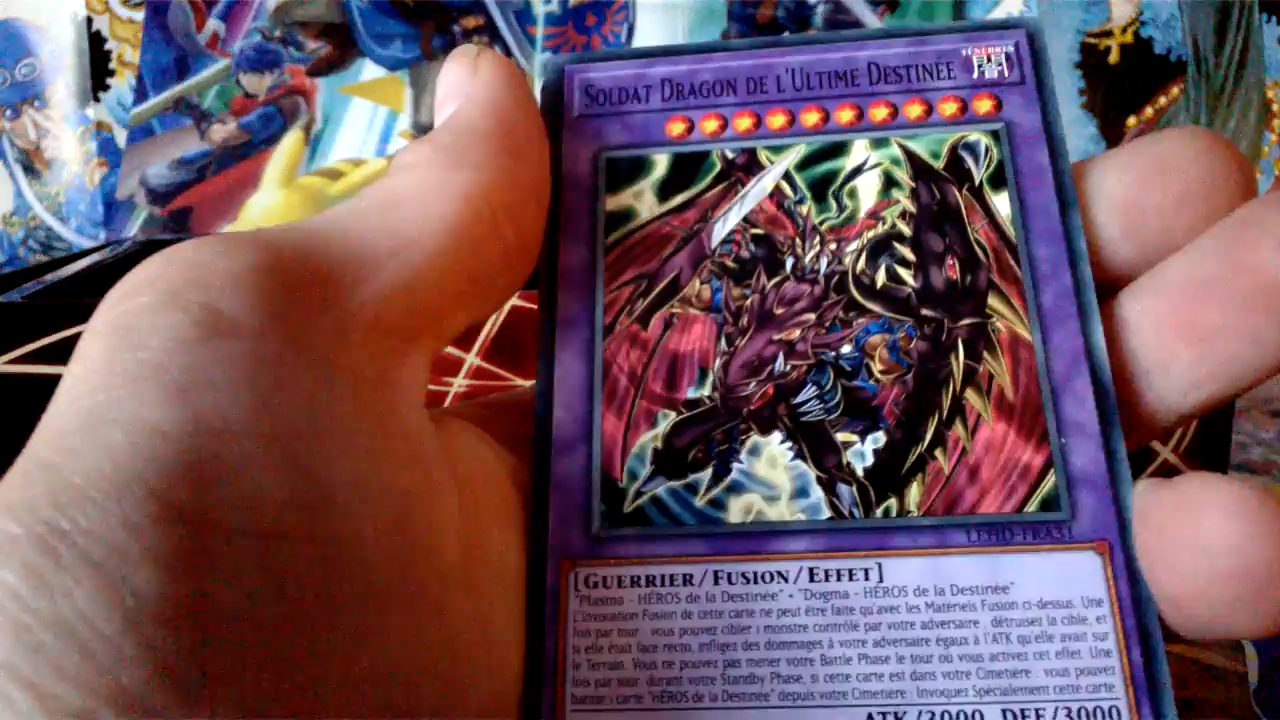 SOLDAT DRAGON DE L'ULTIME DESTINÉE
TÉNÈBRES
闇
LEHD-FRA31
[GUERRIER/FUSION/EFFET]
"Plasma - HÉROS de la Destinée" + "Dogma - HÉROS de la Destinée"
L'Invocation Fusion de cette carte ne peut être faite qu'avec les Matériels Fusion ci-dessus. Une
fois par tour : vous pouvez cibler 1 monstre contrôlé par votre adversaire ; détruisez la cible, et
si elle était face recto, infligez des dommages à votre adversaire égaux à l'ATK qu'elle avait sur
le Terrain. Vous ne pouvez pas mener votre Battle Phase le tour où vous activez cet effet. Une
fois par tour, durant votre Standby Phase, si cette carte est dans votre Cimetière : vous pouvez
bannir 1 carte "HÉROS de la Destinée" depuis votre Cimetière ; Invoquez Spécialement cette carte.
ATK/3000 DEF/3000